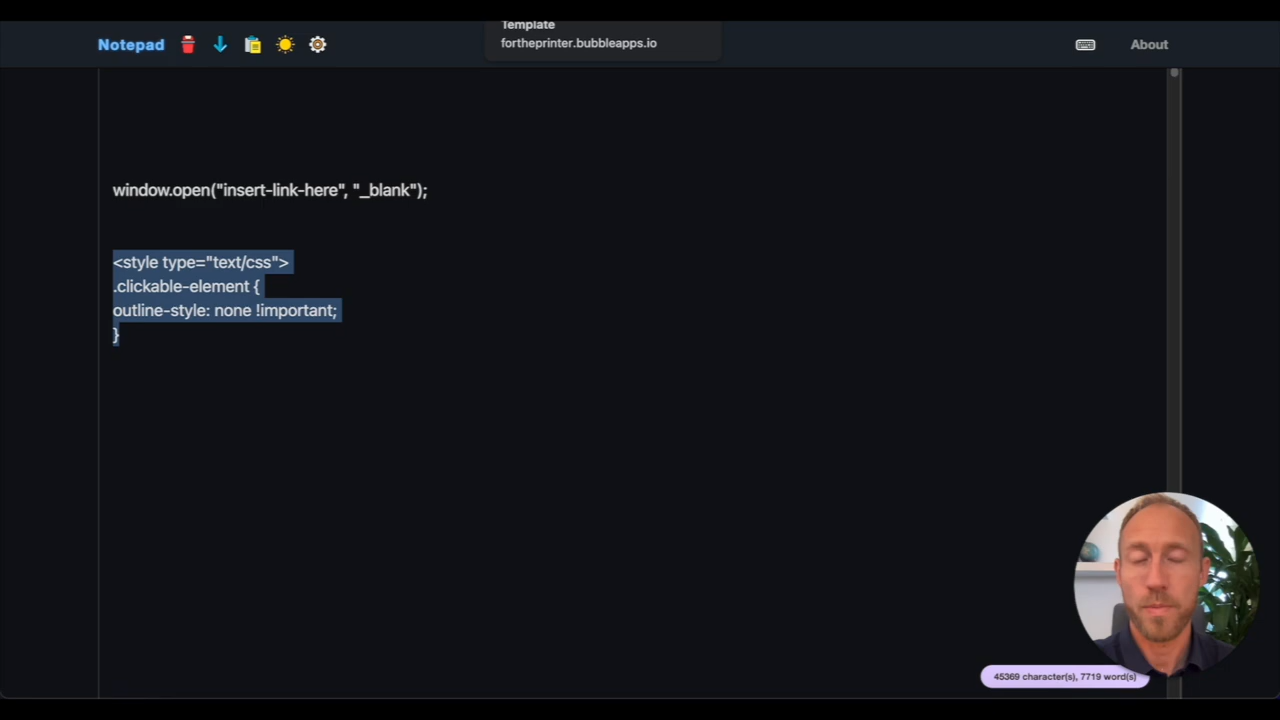 Template
fortheprinter.bubbleapps.io
Notepad
About
window.open("insert-link-here", "_blank");
<style type="text/css">
.clickable-element {
outline-style: none !important;
}
45369 character(s), 7719 word(s)